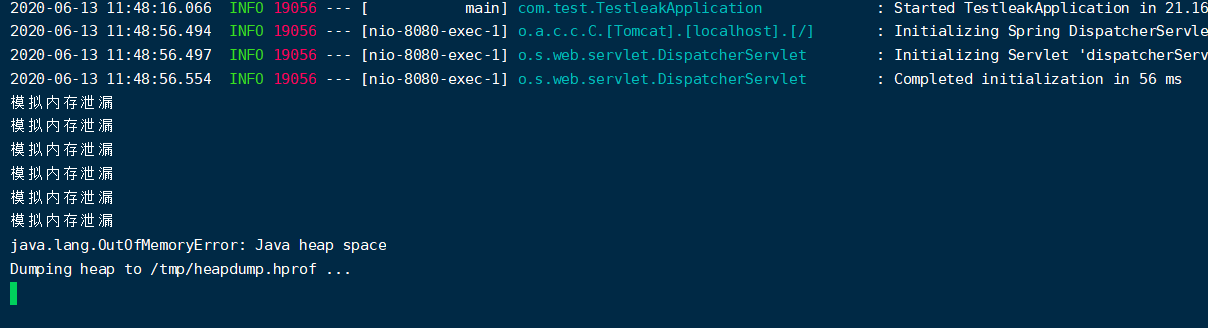 2020-06-13 11:48:16.066  INFO 19056 --- [           main] com.test.TestleakApplication             : Started TestleakApplication in 21.16
2020-06-13 11:48:56.494  INFO 19056 --- [nio-8080-exec-1] o.a.c.c.C.[Tomcat].[localhost].[/]       : Initializing Spring DispatcherServle
2020-06-13 11:48:56.497  INFO 19056 --- [nio-8080-exec-1] o.s.web.servlet.DispatcherServlet        : Initializing Servlet 'dispatcherServ
2020-06-13 11:48:56.554  INFO 19056 --- [nio-8080-exec-1] o.s.web.servlet.DispatcherServlet        : Completed initialization in 56 ms
模拟内存泄漏
模拟内存泄漏
模拟内存泄漏
模拟内存泄漏
模拟内存泄漏
模拟内存泄漏
java.lang.OutOfMemoryError: Java heap space
Dumping heap to /tmp/heapdump.hprof ...